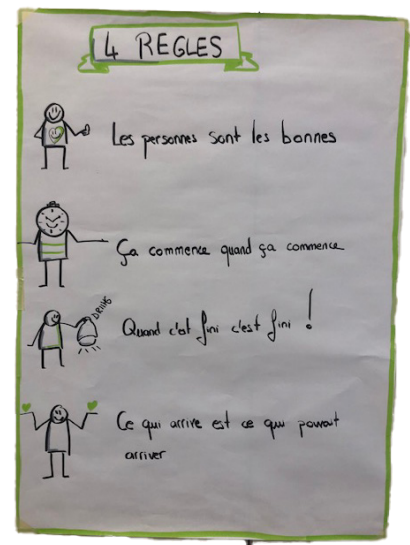 4 REGLES
Les personnes sont les bonnes
Ça commence quand ça commence
DRING
Quand c'est fini c'est fini !
Ce qui arrive est ce qui pouvait
arriver